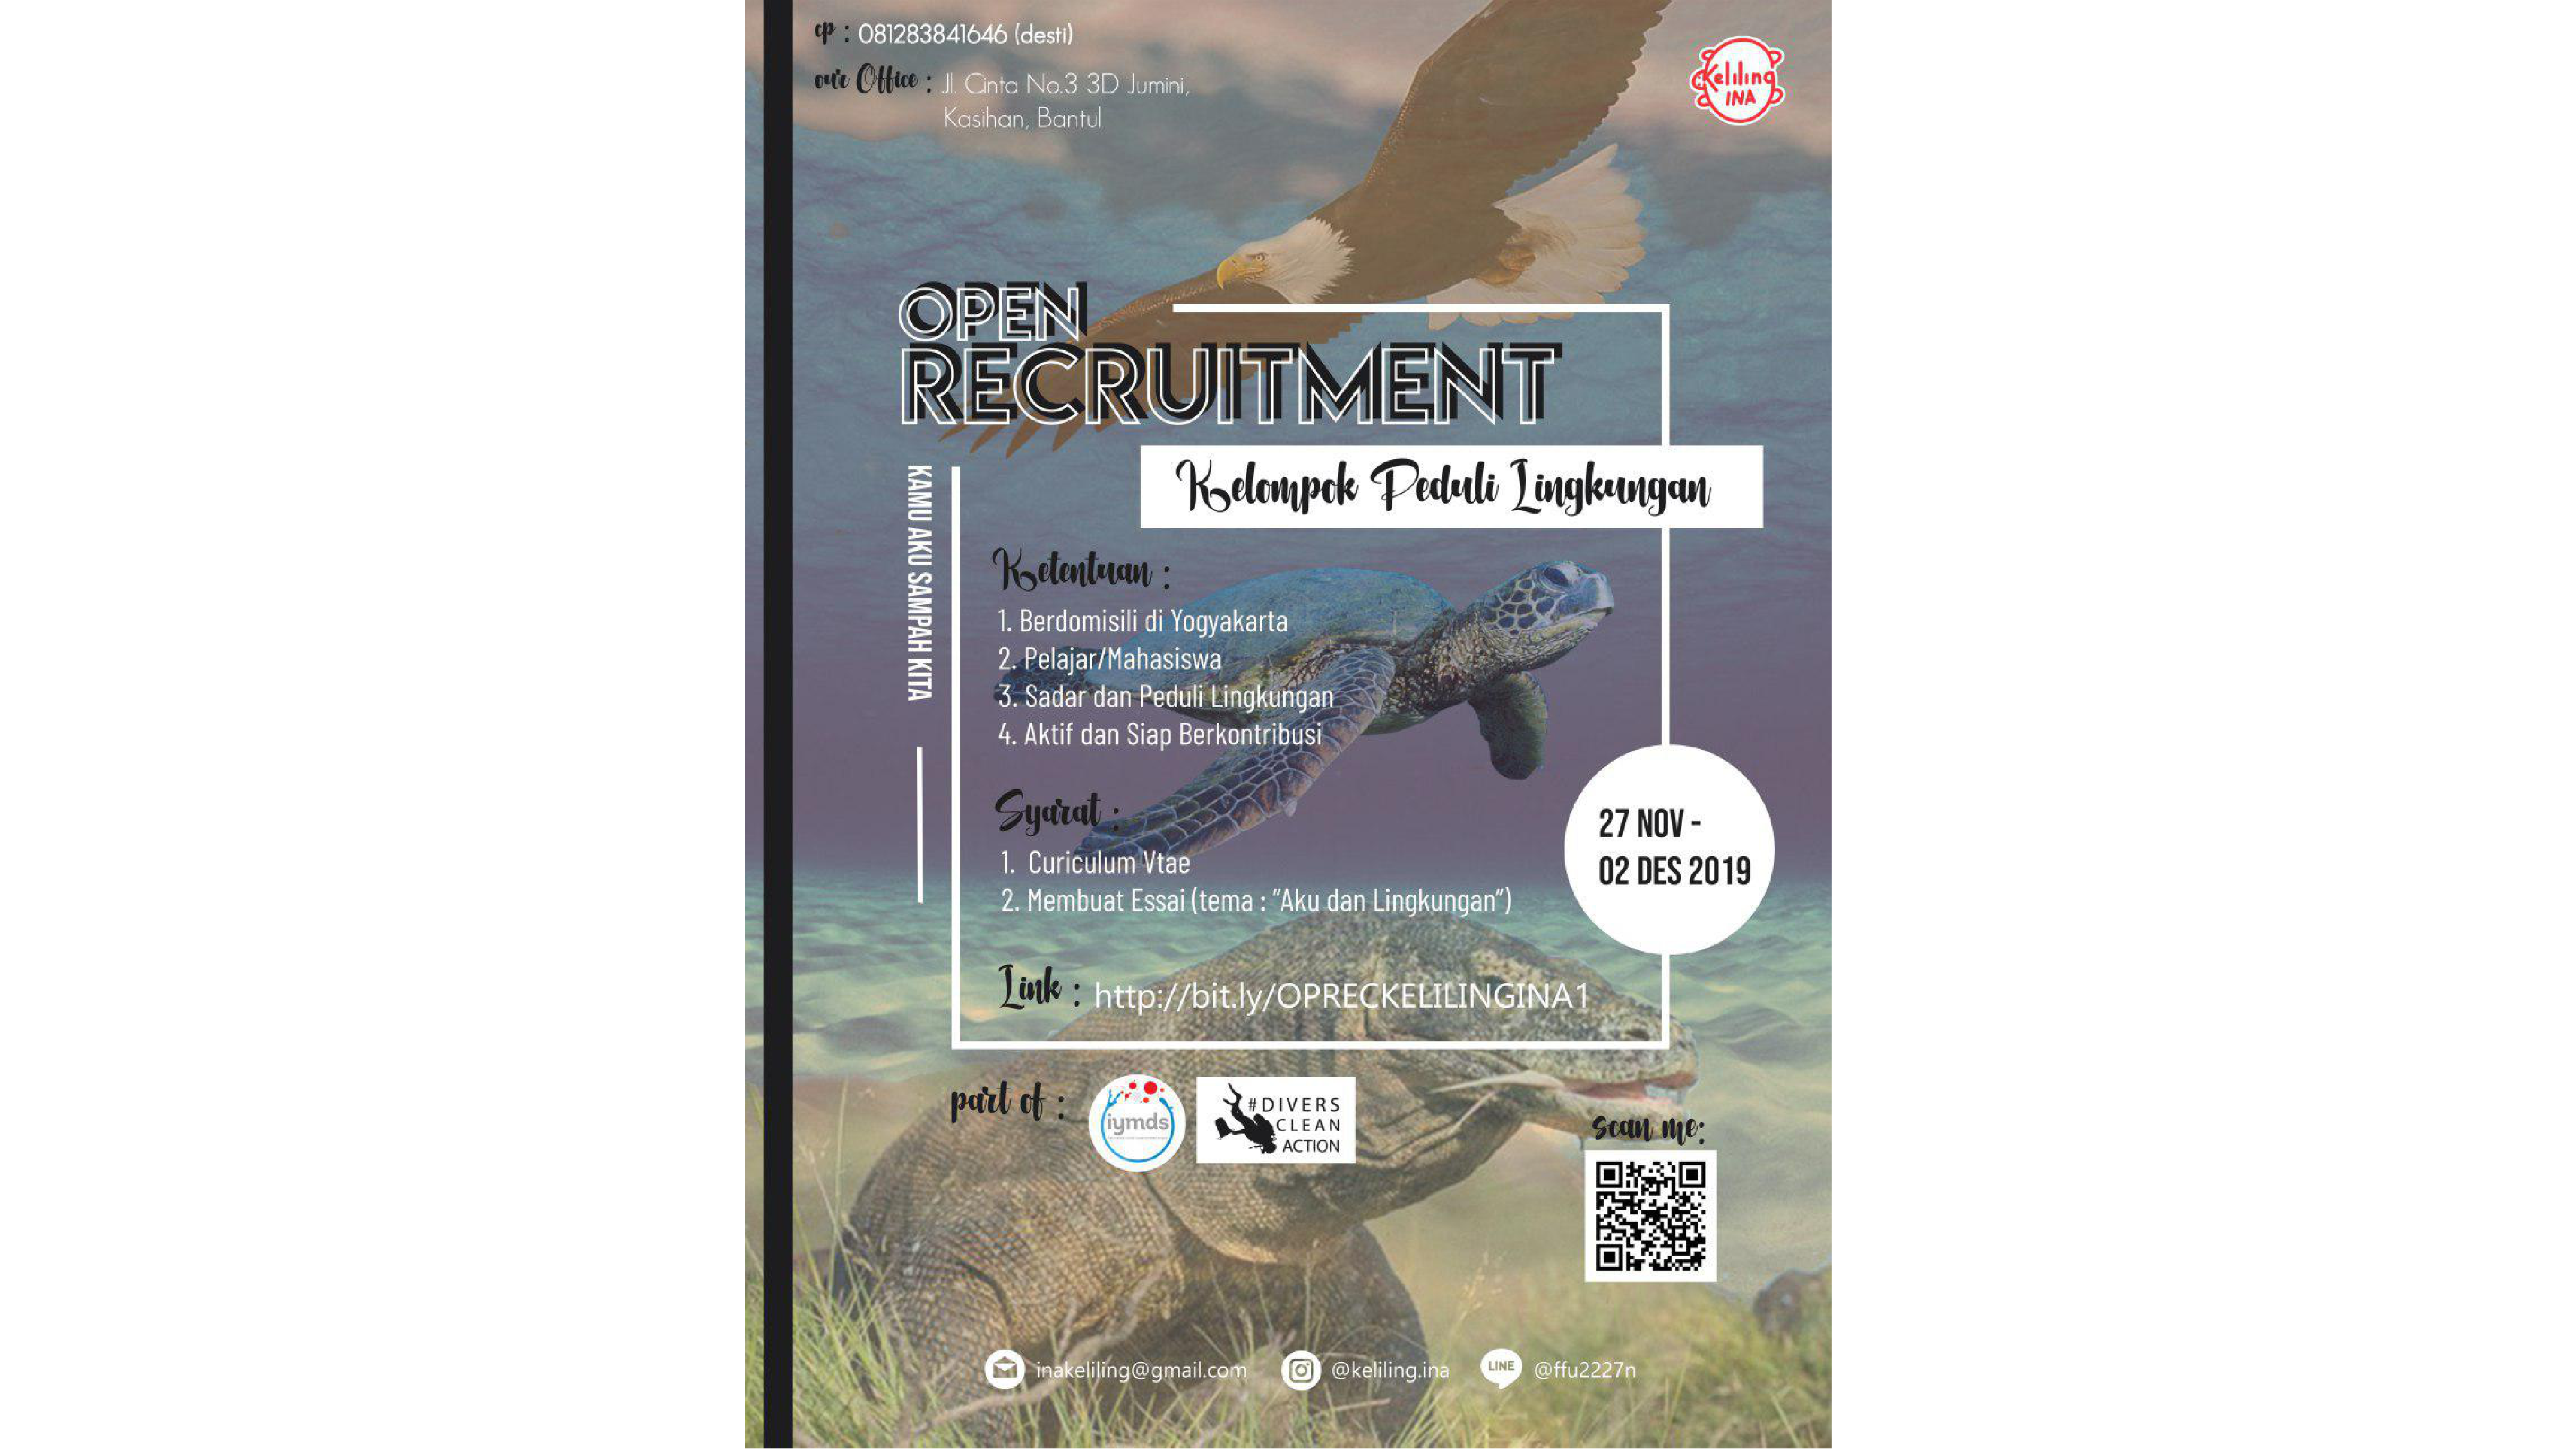 cp : 081283841646 (desti)
our Office : Jl. Cinta No.3 3D Jumini,
Kasihan, Bantul
Keliling
INA
OPEN
RECRUITMENT
Kelompok Peduli Lingkungan
KAMU AKU SAMPAH KITA
Ketentuan :
1. Berdomisili di Yogyakarta
2. Pelajar/Mahasiswa
3. Sadar dan Peduli Lingkungan
4. Aktif dan Siap Berkontribusi
Syarat :
1. Curiculum Vtae
2. Membuat Essai (tema : "Aku dan Lingkungan")
27 NOV -
02 DES 2019
Link : http://bit.ly/OPRECKELILINGINA1
part of :
iymds
#DIVERS
CLEAN
ACTION
scan me:
inakeliling@gmail.com
@keliling.ina
LINE
@ffu2227n